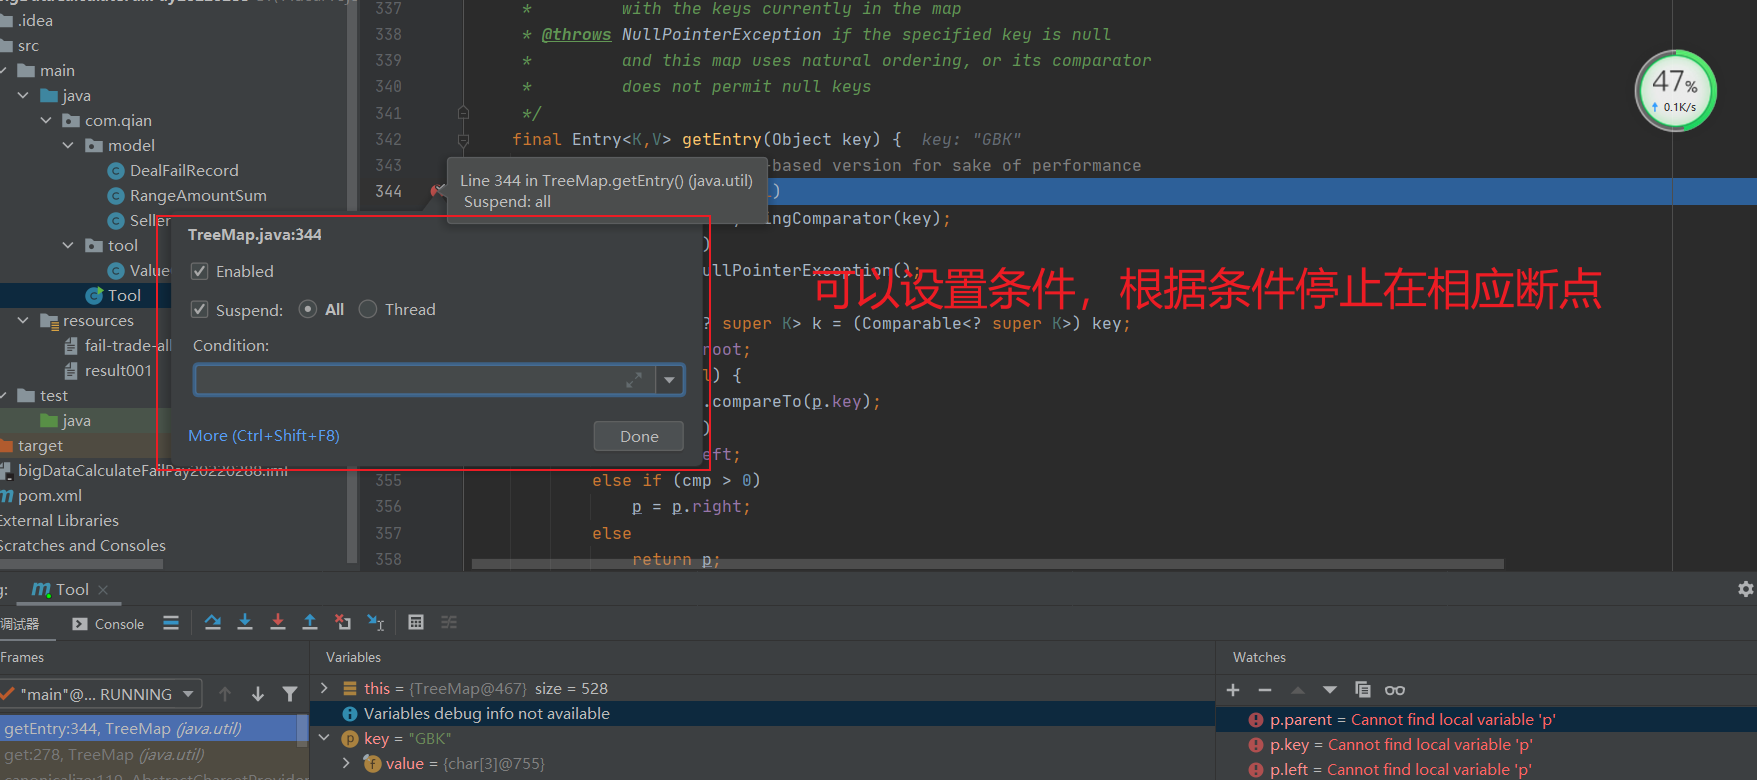 .idea
src
main
java
com.qian
model
DealFailRecord
RangeAmountSum
Seller
tool
Value
Tool
resources
fail-trade-all
result001
test
java
target
bigDataCalculateFailPay20220288.iml
pom.xml
External Libraries
Scratches and Consoles
337 * with the keys currently in the map
338 * @throws NullPointerException if the specified key is null
339 * and this map uses natural ordering, or its comparator
340 * does not permit null keys
341 */
342 final Entry<K,V> getEntry(Object key) { key: "GBK"
343 -based version for sake of performance
344 )
Line 344 in TreeMap.getEntry() (java.util)
Suspend: all
ingComparator(key);
)
ullPointerException();
? super K> k = (Comparable<? super K>) key;
root;
l) {
.compareTo(p.key);
)
eft;
355 else if (cmp > 0)
356 p = p.right;
357 else
358 return p;
TreeMap.java:344
Enabled
Suspend: All Thread
Condition:
More (Ctrl+Shift+F8)
Done
可以设置条件，根据条件停止在相应断点
47%
0.1K/s
g: Tool
调试器 Console
Frames
"main"@... RUNNING
getEntry:344, TreeMap (java.util)
get:278, TreeMap (java.util)
canonicalize:110, AbstractCharsetProvider
Variables
this = {TreeMap@467} size = 528
Variables debug info not available
key = "GBK"
value = {char[3]@755}
Watches
p.parent = Cannot find local variable 'p'
p.key = Cannot find local variable 'p'
p.left = Cannot find local variable 'p'